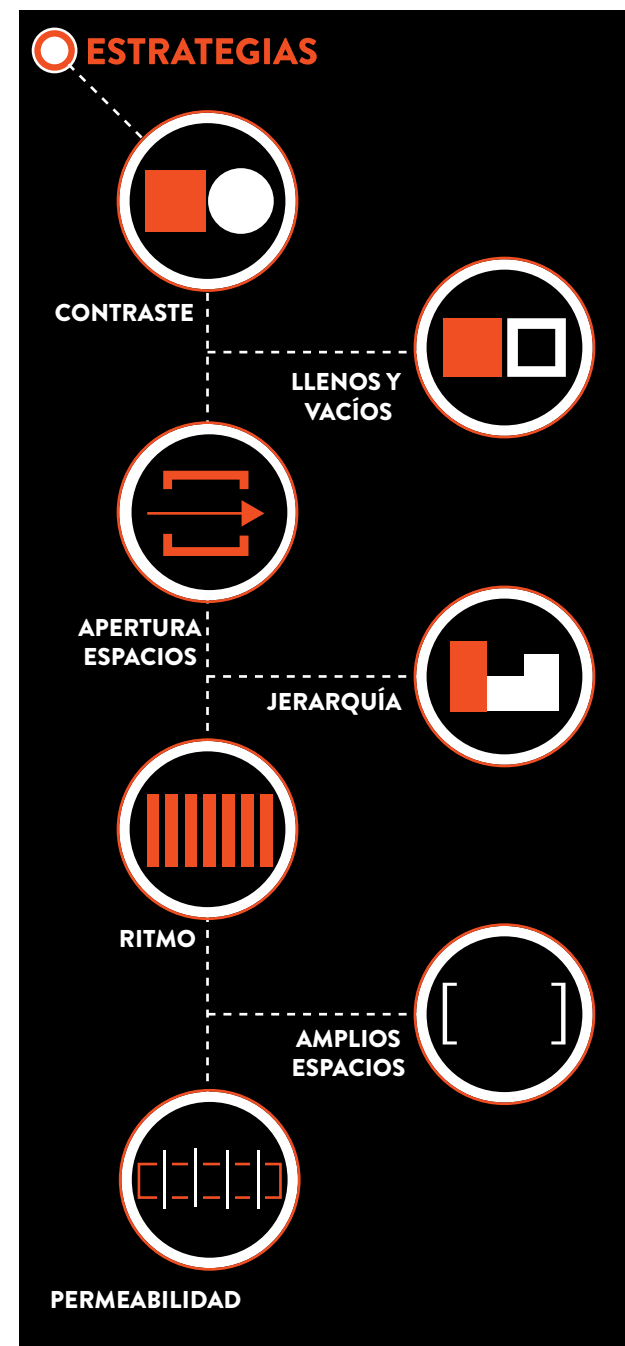 ESTRATEGIAS
CONTRASTE
LLENOS Y
VACÍOS
APERTURA
ESPACIOS
JERARQUÍA
RITMO
AMPLIOS
ESPACIOS
PERMEABILIDAD